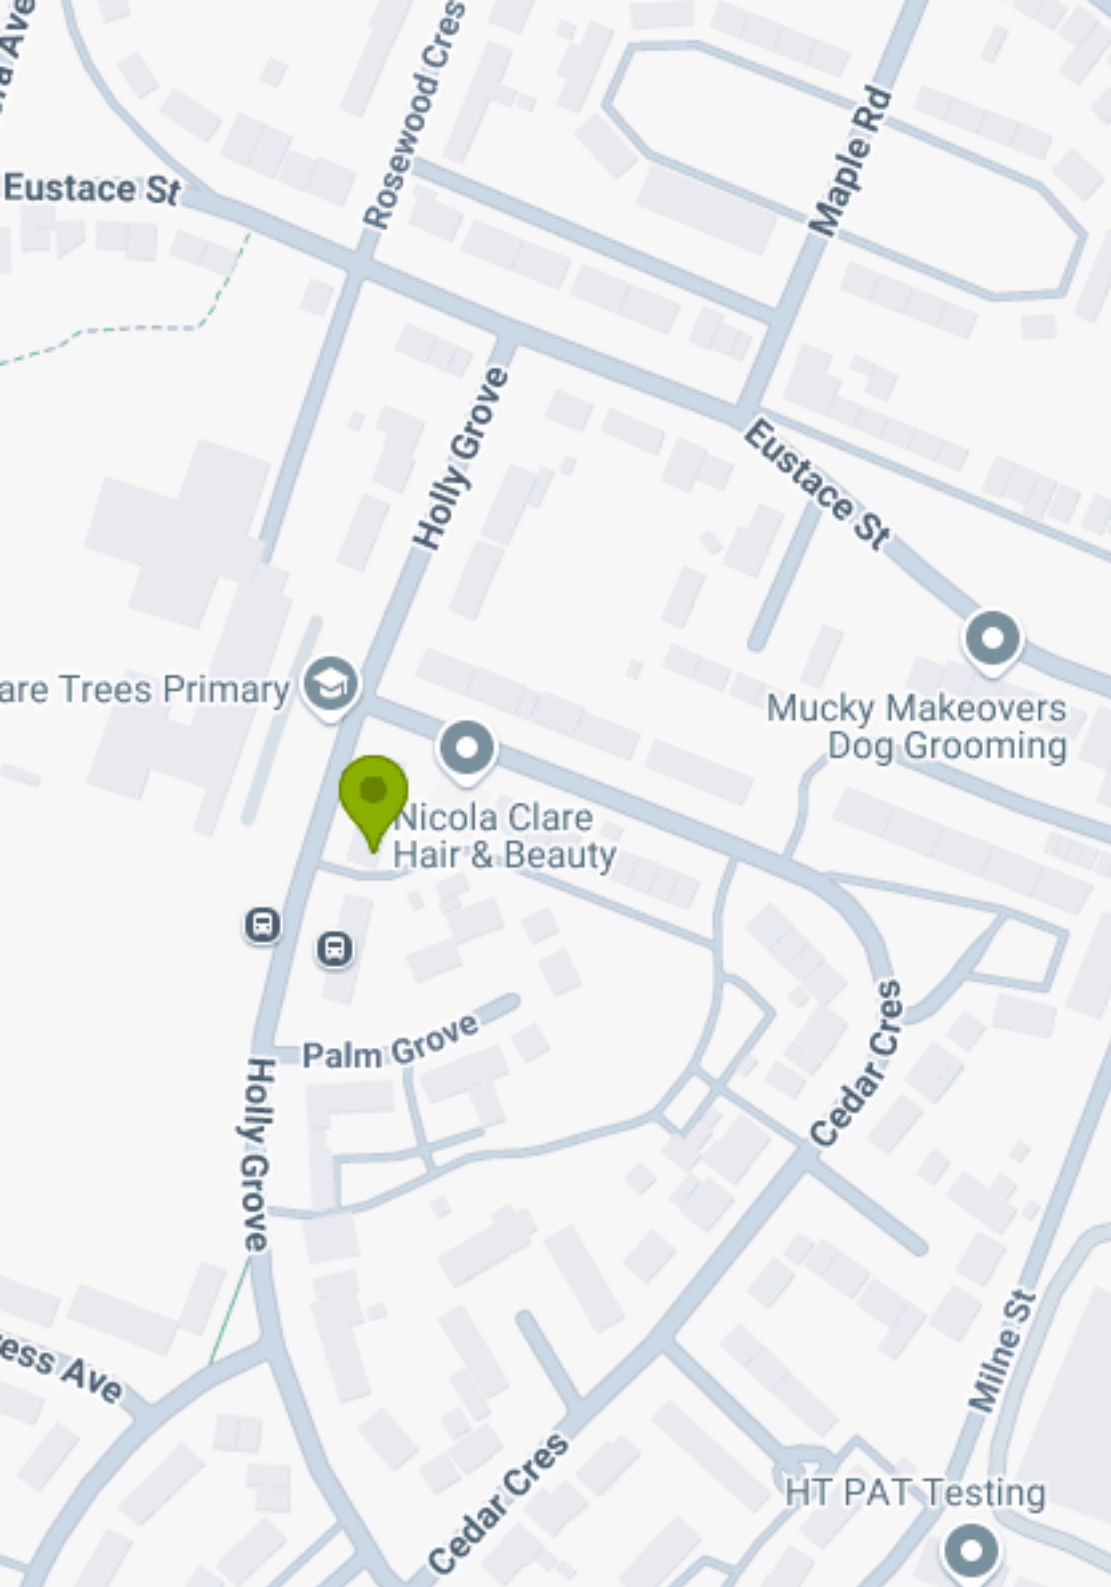 Rosewood Cres
Maple Rd
Eustace St
Holly Grove
Eustace St
are Trees Primary
Mucky Makeovers
Dog Grooming
Nicola Clare
Hair & Beauty
Palm Grove
Cedar Cres
Holly Grove
Milne St
ess Ave
Cedar Cres
HT PAT Testing